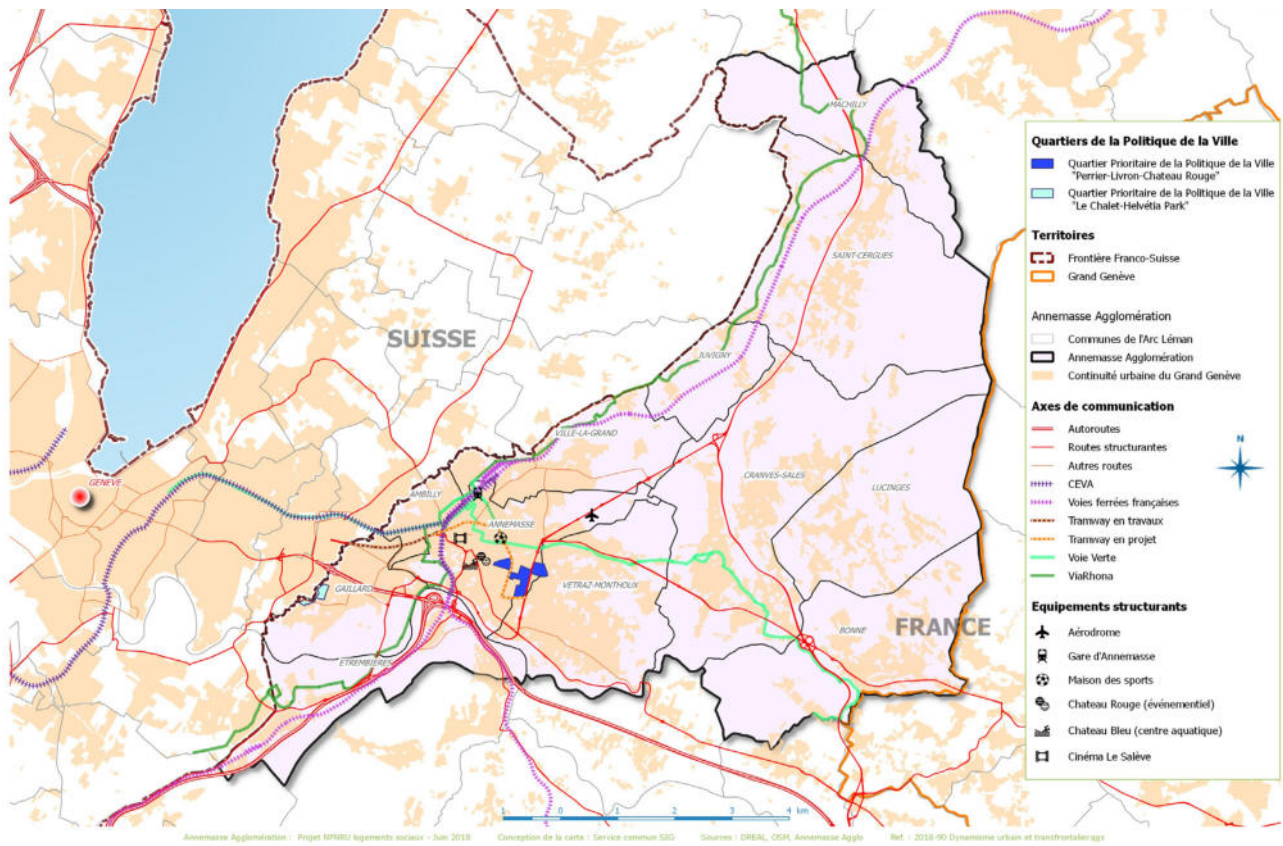 MACHILLY
SAINT-CERGUES
SUISSE
JUVIGNY
VILLE-LA-GRAND
CRANVES-SALES
LUCINGES
GENEVE
AMBILLY
ANNEMASSE
GAILLARD
VETRAZ-MONTHOUX
BONNE
FRANCE
ETREMBIERES
Quartiers de la Politique de la Ville
Quartier Prioritaire de la Politique de la Ville
"Perrier-Livron-Chateau Rouge"
Quartier Prioritaire de la Politique de la Ville
"Le Chalet-Helvétia Park"
Territoires
Frontière Franco-Suisse
Grand Genève
Annemasse Agglomération
Communes de l'Arc Léman
Annemasse Agglomération
Continuité urbaine du Grand Genève
Axes de communication
Autoroutes
Routes structurantes
Autres routes
CEVA
Voies ferrées françaises
Tramway en travaux
Tramway en projet
Voie Verte
ViaRhona
N
Equipements structurants
Aérodrome
Gare d'Annemasse
Maison des sports
Chateau Rouge (événementiel)
Chateau Bleu (centre aquatique)
Cinéma Le Salève
1 0 1 2 3 4 km
Annemasse Agglomération : Projet NPNRU logements sociaux - Juin 2018 Conception de la carte : Service commun SIG Sources : DREAL, OSM, Annemasse Agglo Ref. : 2018-90 Dynamisme urbain et transfrontalier.qgs